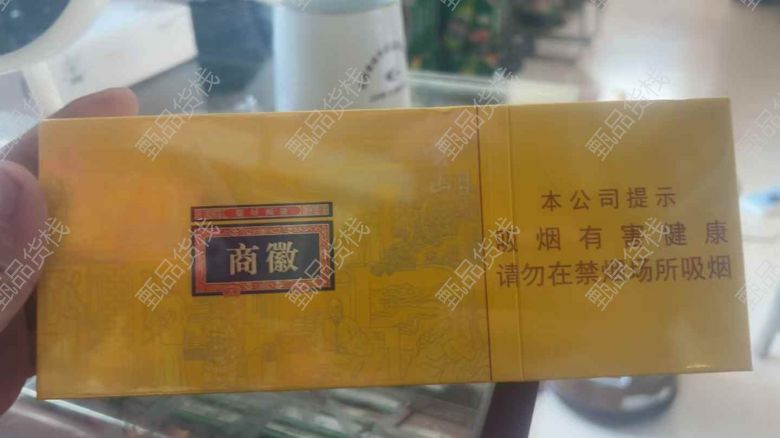 商徽
本公司提示
吸烟有害健康
请勿在禁烟场所吸烟
甄品货栈